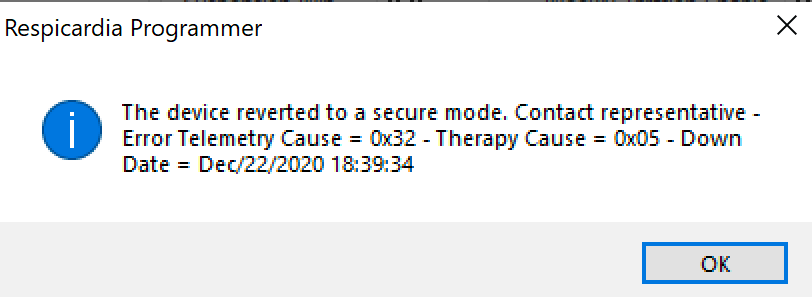 Respicardia Programmer
The device reverted to a secure mode. Contact representative -
Error Telemetry Cause = 0x32 - Therapy Cause = 0x05 - Down
Date = Dec/22/2020 18:39:34
OK